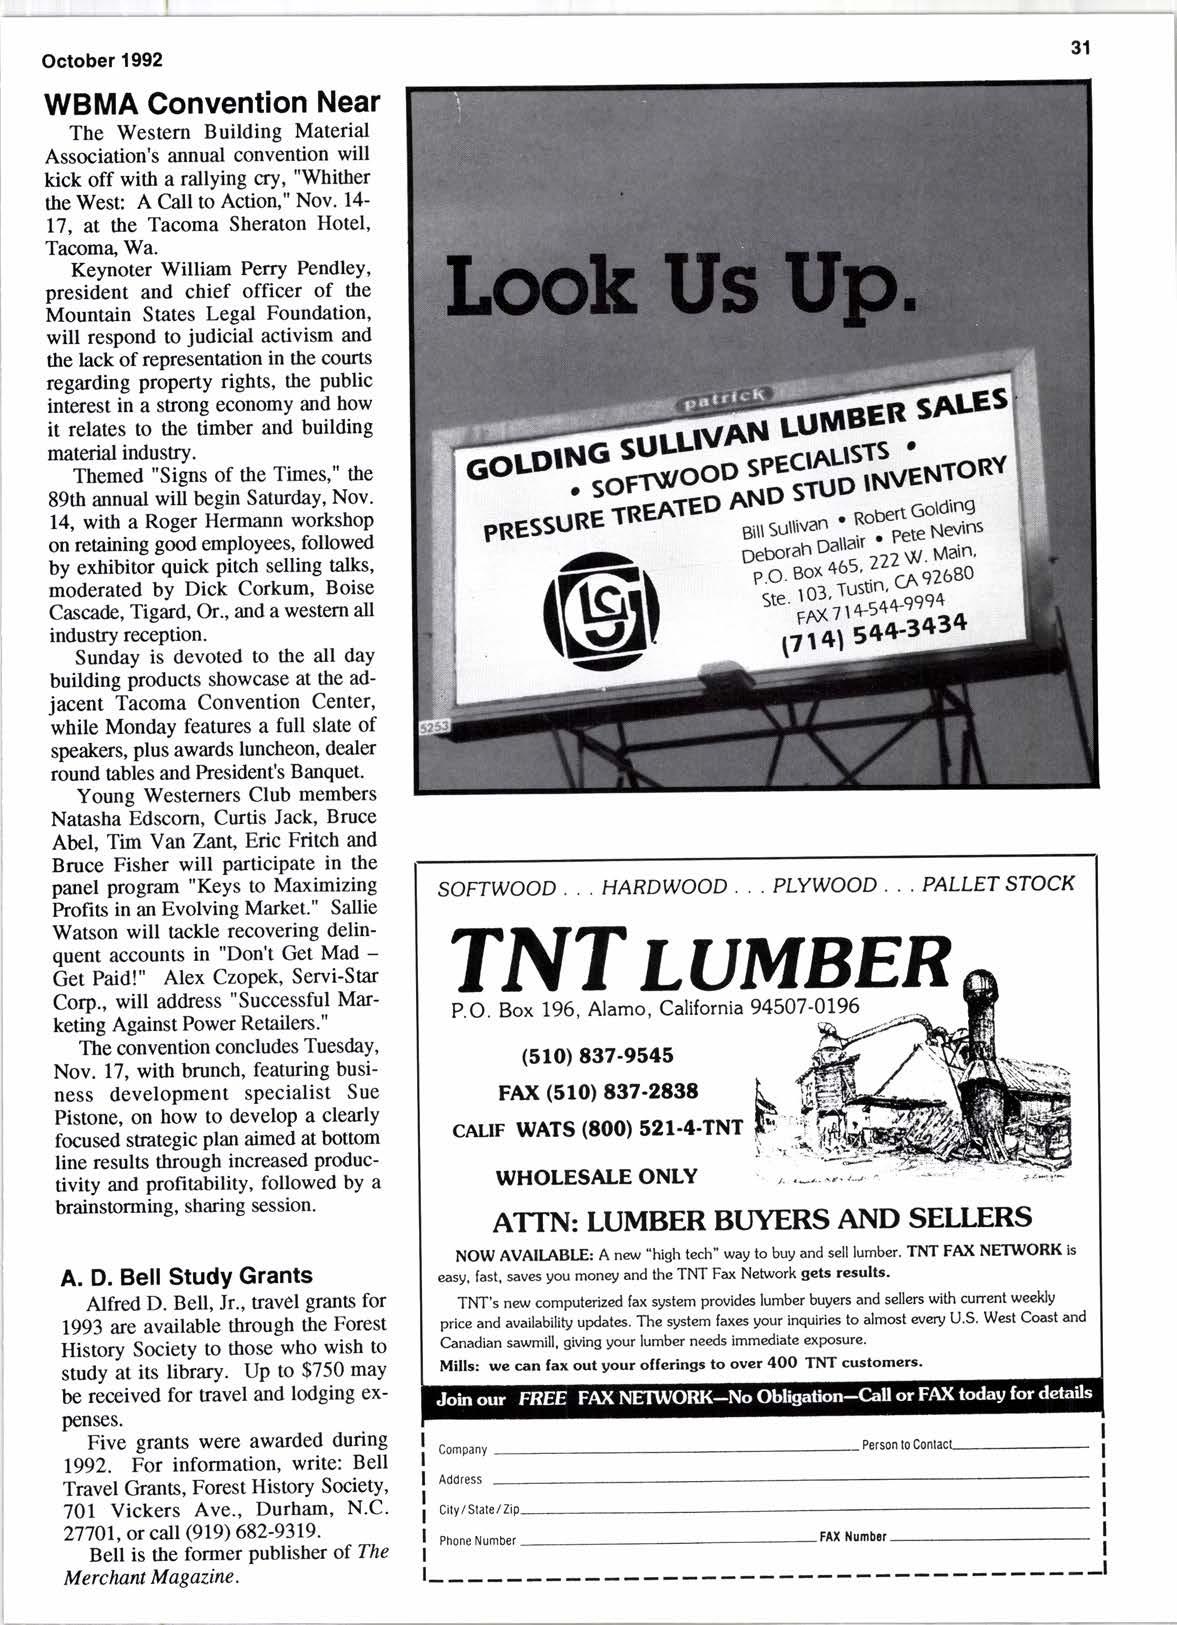 October 1992
31
WBMA Convention Near
The Western Building Material
Association's annual convention will
kick off with a rallying cry, "Whither
the West: A Call to Action," Nov. 14-
17, at the Tacoma Sheraton Hotel,
Tacoma, Wa.
Keynoter William Perry Pendley,
president and chief officer of the
Mountain States Legal Foundation,
will respond to judicial activism and
the lack of representation in the courts
regarding property rights, the public
interest in a strong economy and how
it relates to the timber and building
material industry.
Themed "Signs of the Times," the
89th annual will begin Saturday, Nov.
14, with a Roger Hermann workshop
on retaining good employees, followed
by exhibitor quick pitch selling talks,
moderated by Dick Corkum, Boise
Cascade, Tigard, Or., and a western all
industry reception.
Sunday is devoted to the all day
building products showcase at the ad-
jacent Tacoma Convention Center,
while Monday features a full slate of
speakers, plus awards luncheon, dealer
round tables and President's Banquet.
Young Westerners Club members
Natasha Edscorn, Curtis Jack, Bruce
Abel, Tim Van Zant, Eric Fritch and
Bruce Fisher will participate in the
panel program "Keys to Maximizing
Profits in an Evolving Market." Sallie
Watson will tackle recovering delin-
quent accounts in "Don't Get Mad –
Get Paid!" Alex Czopek, Servi-Star
Corp., will address "Successful Mar-
keting Against Power Retailers."
The convention concludes Tuesday,
Nov. 17, with brunch, featuring busi-
ness development specialist Sue
Pistone, on how to develop a clearly
focused strategic plan aimed at bottom
line results through increased produc-
tivity and profitability, followed by a
brainstorming, sharing session.
A. D. Bell Study Grants
Alfred D. Bell, Jr., travel grants for
1993 are available through the Forest
History Society to those who wish to
study at its library. Up to $750 may
be received for travel and lodging ex-
penses.
Five grants were awarded during
1992. For information, write: Bell
Travel Grants, Forest History Society,
701 Vickers Ave., Durham, N.C.
27701, or call (919) 682-9319.
Bell is the former publisher of The
Merchant Magazine.
Look Us Up.
patrick
GOLDING SULLIVAN LUMBER SALES
• SOFTWOOD SPECIALISTS •
PRESSURE TREATED AND STUD INVENTORY
Bill Sullivan • Robert Golding
Deborah Dallair • Pete Nevins
P.O. Box 465, 222 W. Main,
Ste. 103, Tustin, CA 92680
FAX 714-544-9994
(714) 544-3434
5253
SOFTWOOD . . . HARDWOOD . . . PLYWOOD . . . PALLET STOCK
TNT LUMBER
P.O. Box 196, Alamo, California 94507-0196
(510) 837-9545
FAX (510) 837-2838
CALIF WATS (800) 521-4-TNT
WHOLESALE ONLY
ATTN: LUMBER BUYERS AND SELLERS
NOW AVAILABLE: A new "high tech" way to buy and sell lumber. TNT FAX NETWORK is
easy, fast, saves you money and the TNT Fax Network gets results.
TNT's new computerized fax system provides lumber buyers and sellers with current weekly
price and availability updates. The system faxes your inquiries to almost every U.S. West Coast and
Canadian sawmill, giving your lumber needs immediate exposure.
Mills: we can fax out your offerings to over 400 TNT customers.
Join our FREE FAX NETWORK—No Obligation—Call or FAX today for details
Company Person to Contact
Address
City / State / Zip
Phone Number FAX Number